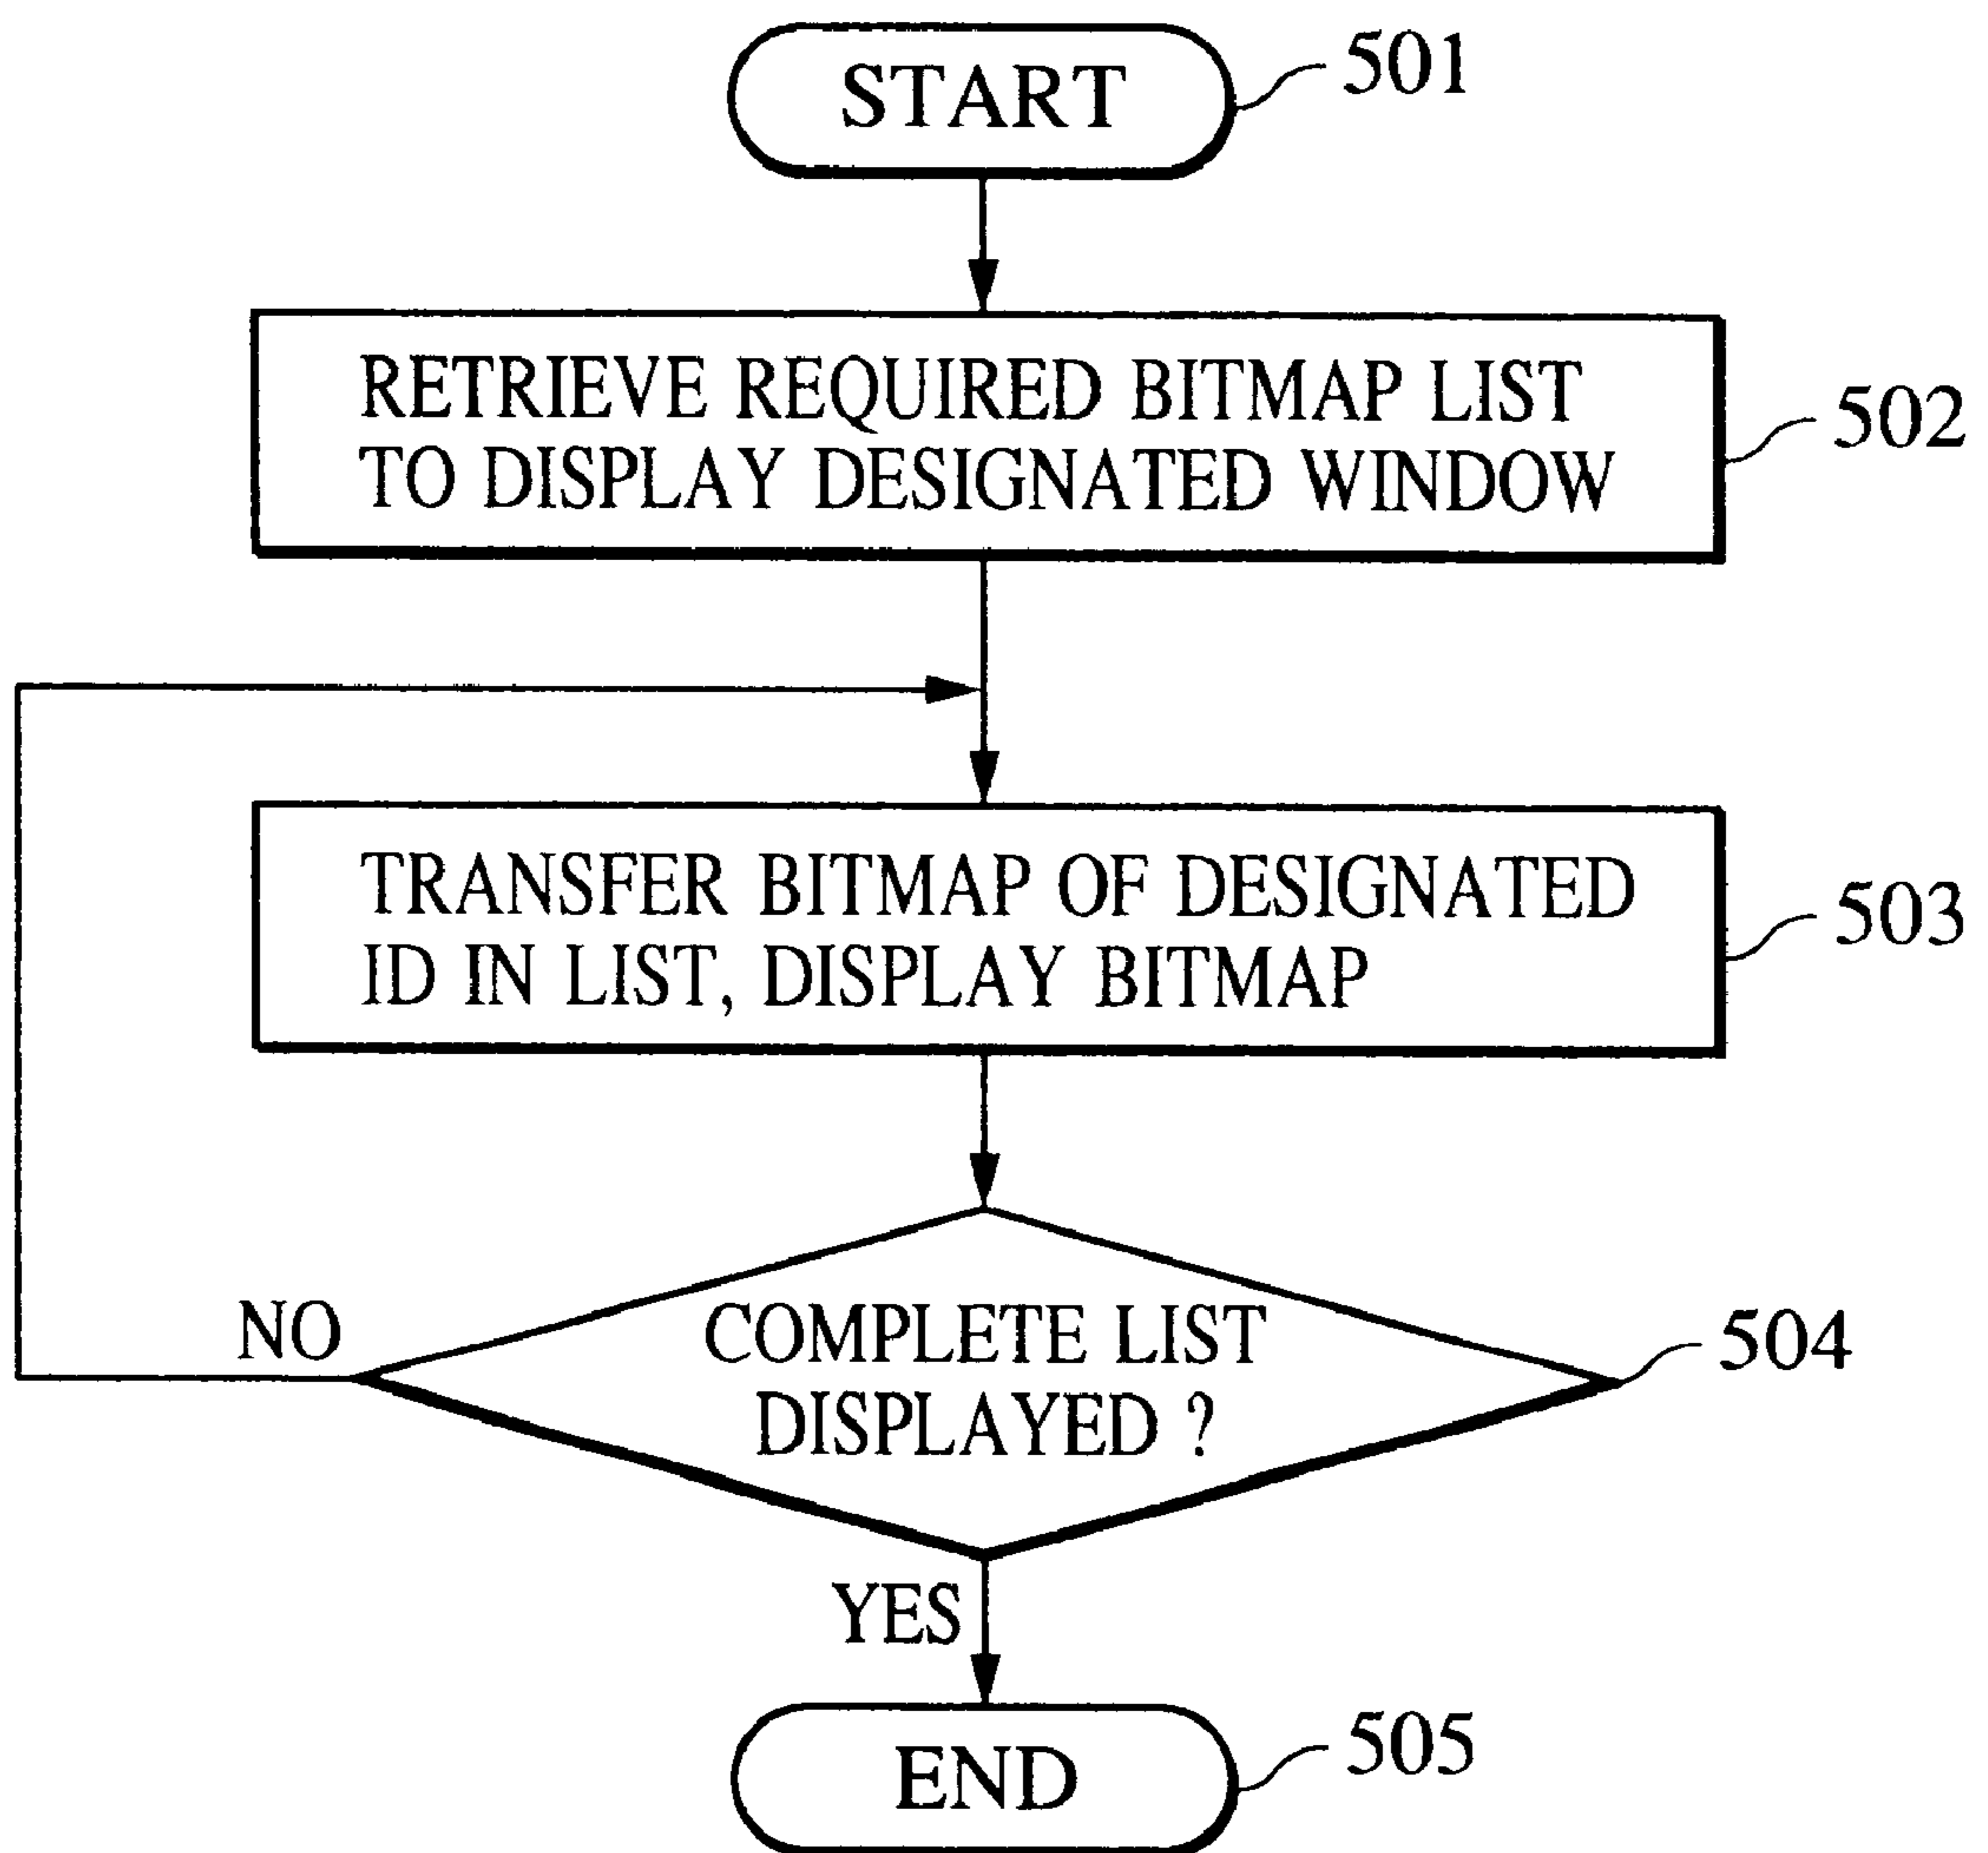 START
501
RETRIEVE REQUIRED BITMAP LIST
TO DISPLAY DESIGNATED WINDOW
502
TRANSFER BITMAP OF DESIGNATED
ID IN LIST, DISPLAY BITMAP
503
COMPLETE LIST
DISPLAYED ?
504
NO
YES
END
505